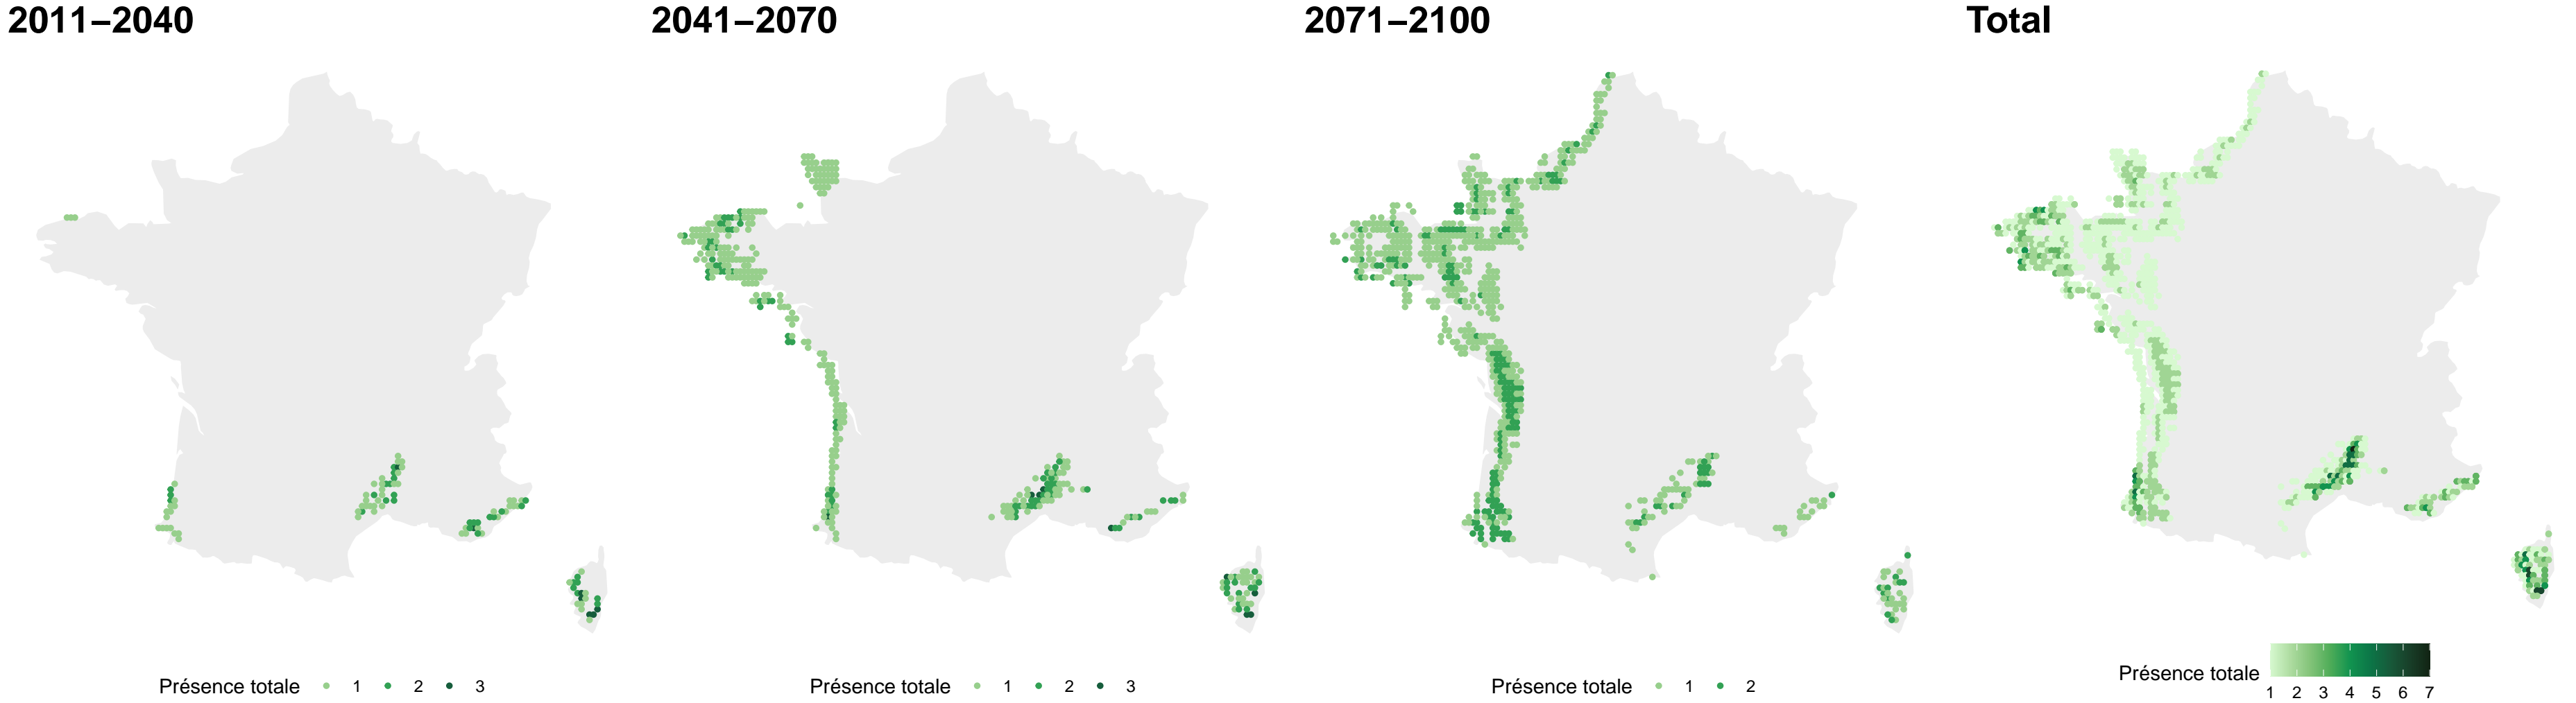 2011–2040
2041–2070
2071–2100
Total
Présence totale 1 2 3
Présence totale 1 2 3
Présence totale 1 2
Présence totale
1 2 3 4 5 6 7